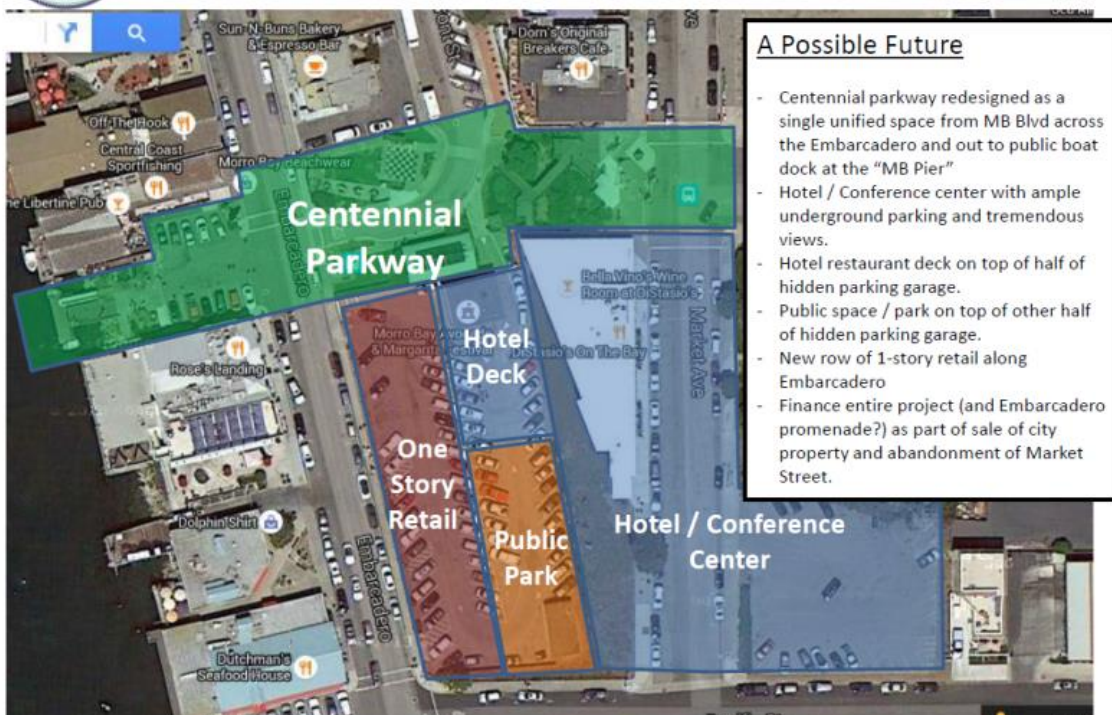 Sun-N-Buns Bakery
& Espresso Bar
Dorn's Original
Breakers Cafe
Off The Hook
Central Coast
Sportfishing
Morro Bay Beachwear
The Libertine Pub
Embarcadero
Centennial
Parkway
Rose's Landing
Morro Bay Avo
& Margarita Festival
Hotel
Deck
Bella Vino's Wine
Room at DiStasio's
DiStasio's On The Bay
Market Ave
One
Story
Retail
Public
Park
Hotel / Conference
Center
Dolphin Shirt
Embarcadero
Dutchman's
Seafood House
A Possible Future
- Centennial parkway redesigned as a
single unified space from MB Blvd across
the Embarcadero and out to public boat
dock at the “MB Pier”
- Hotel / Conference center with ample
underground parking and tremendous
views.
- Hotel restaurant deck on top of half of
hidden parking garage.
- Public space / park on top of other half
of hidden parking garage.
- New row of 1-story retail along
Embarcadero
- Finance entire project (and Embarcadero
promenade?) as part of sale of city
property and abandonment of Market
Street.